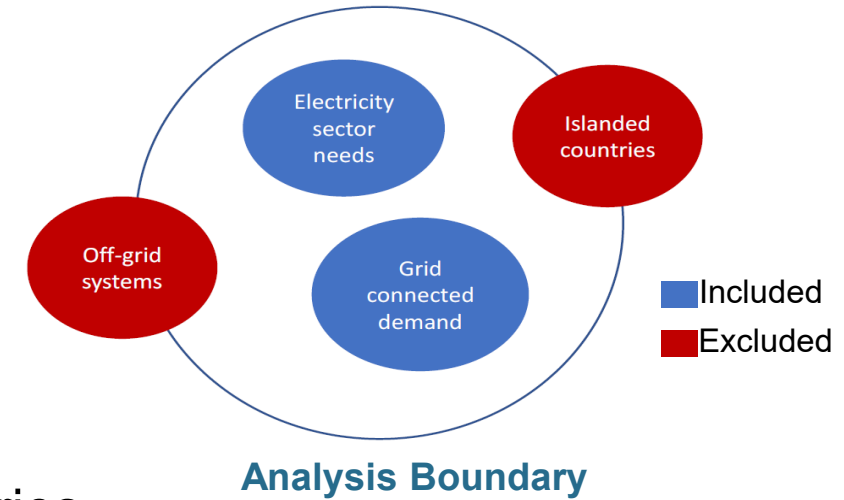 Electricity
sector
needs
Islanded
countries
Off-grid
systems
Grid
connected
demand
Included
Excluded
Analysis Boundary